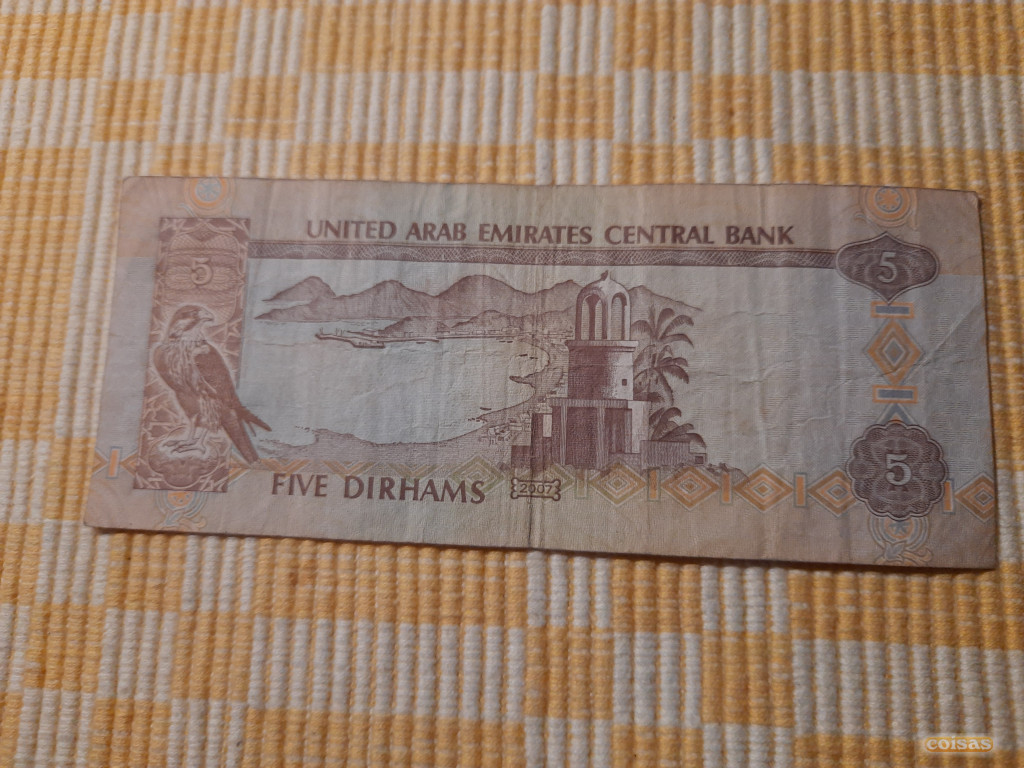 UNITED ARAB EMIRATES CENTRAL BANK
5
5
FIVE DIRHAMS
2007
5
coisas